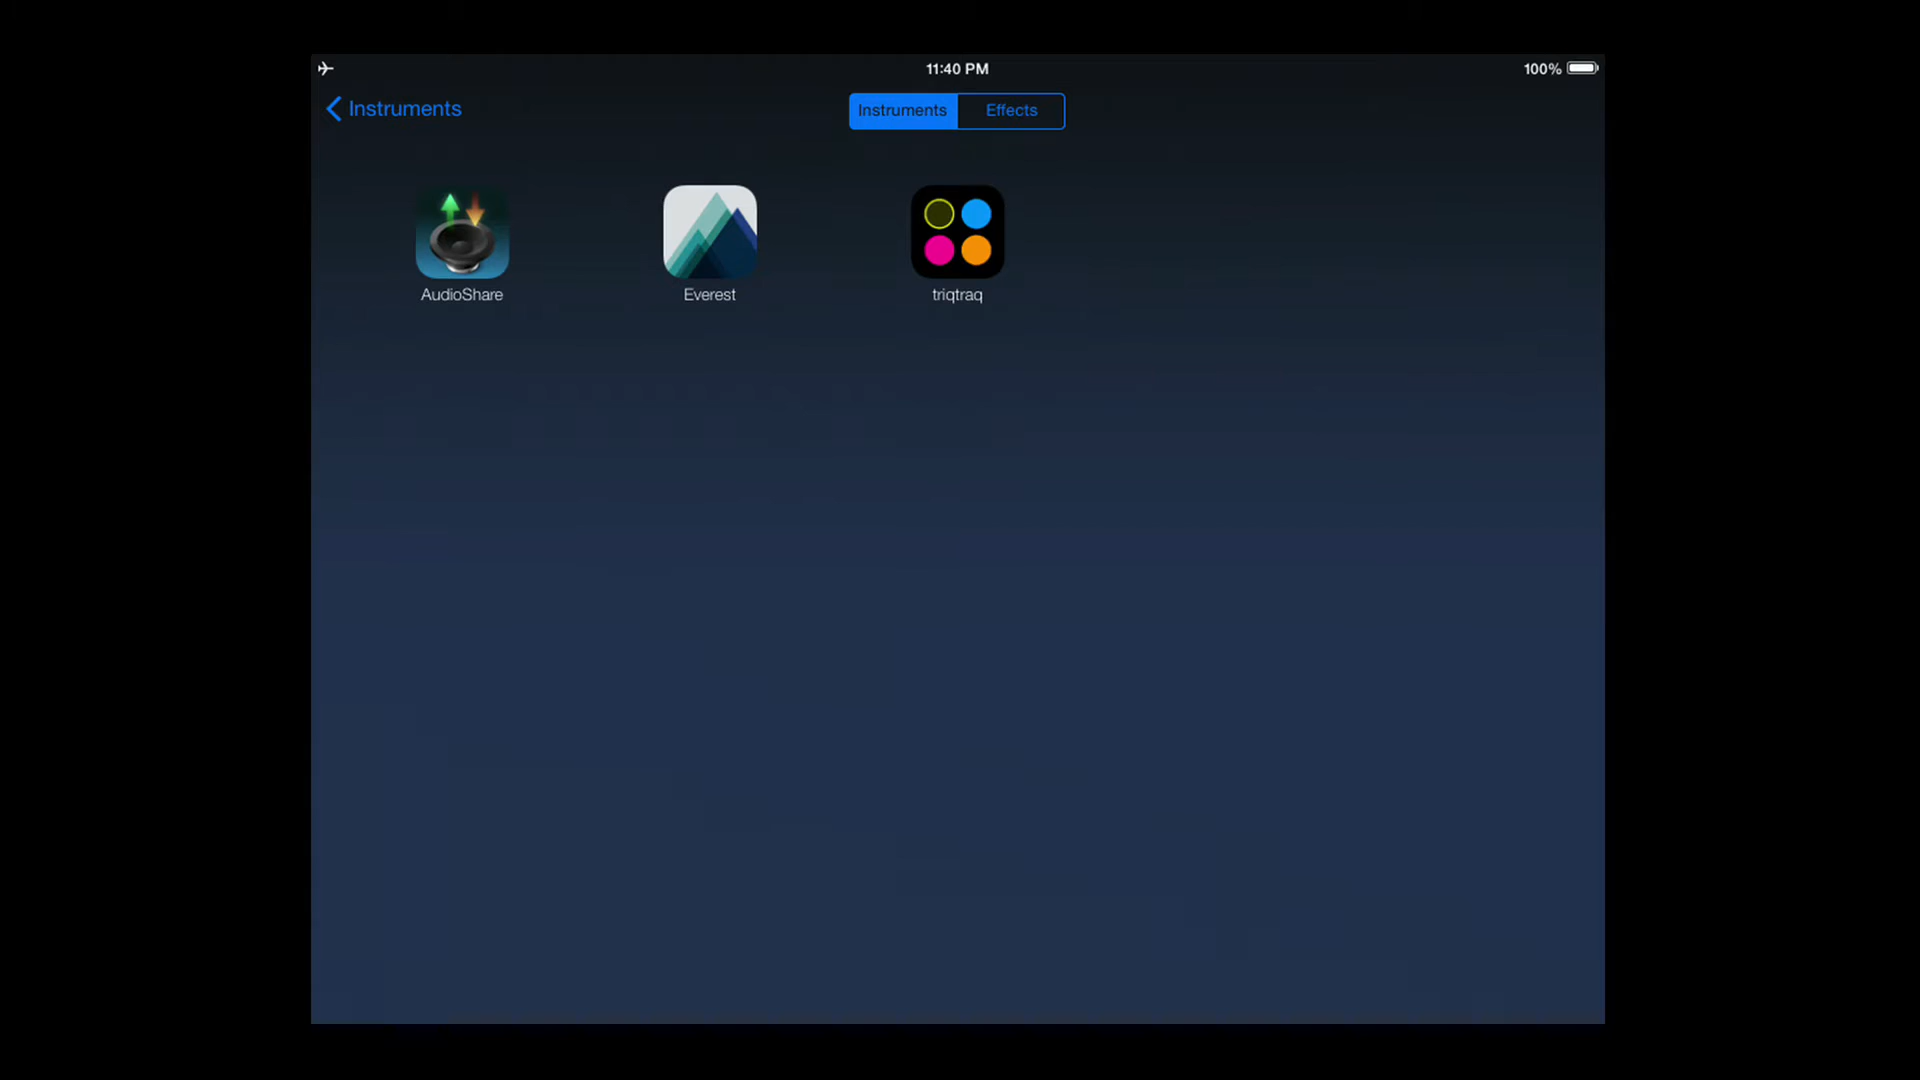 11:40 PM
100%
Instruments
Instruments
Effects
AudioShare
Everest
triqtraq